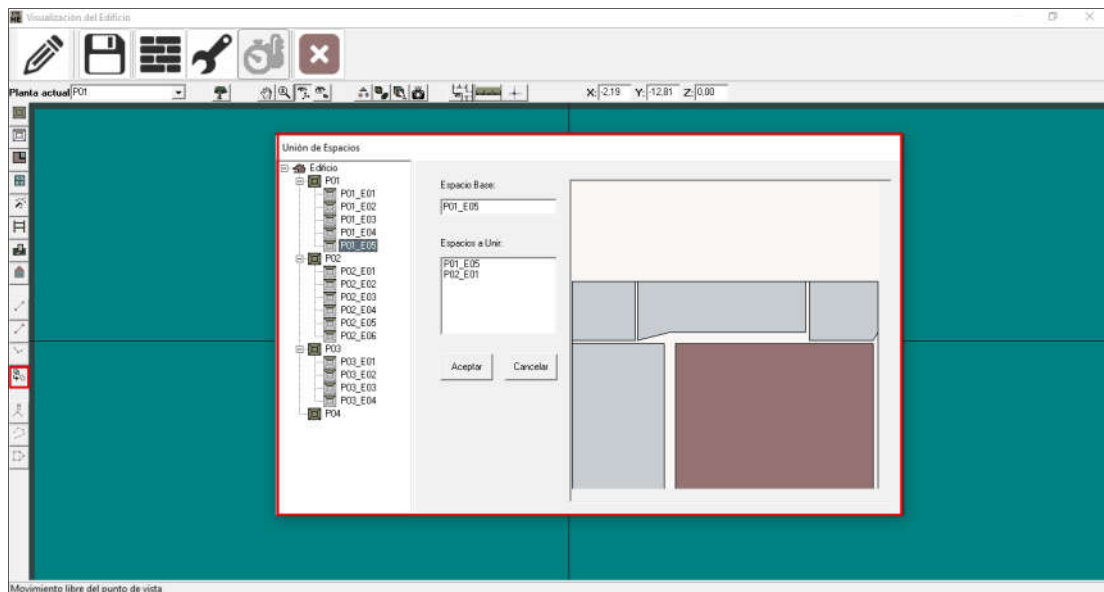 Visualización del Edificio
Planta actual P01 X: -2,19 Y: -12,81 Z: 0,00
Unión de Espacios
Edificio
P01
P01_E01
P01_E02
P01_E03
P01_E04
P01_E05
P02
P02_E01
P02_E02
P02_E03
P02_E04
P02_E05
P02_E06
P03
P03_E01
P03_E02
P03_E03
P03_E04
P04
Espacio Base:
P01_E05
Espacios a Unir:
P01_E05
P02_E01
Aceptar Cancelar
Movimiento libre del punto de vista